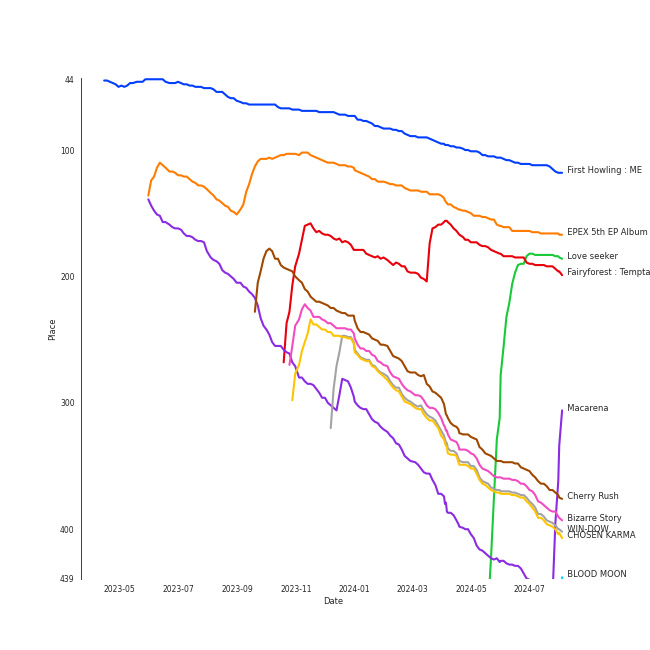 44
100
200
300
400
439
Place
2023-05
2023-07
2023-09
2023-11
2024-01
2024-03
2024-05
2024-07
Date
First Howling : ME
EPEX 5th EP Album
Love seeker
Fairyforest : Tempta
Macarena
Cherry Rush
Bizarre Story
WIN-DOW
CHOSEN KARMA
BLOOD MOON